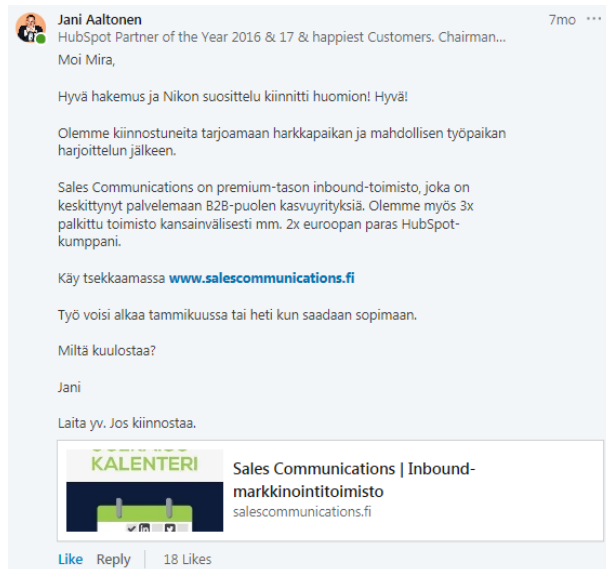 Jani Aaltonen
7mo
HubSpot Partner of the Year 2016 & 17 & happiest Customers. Chairman...
Moi Mira,
Hyvä hakemus ja Nikon suosittelu kiinnitti huomion! Hyvä!
Olemme kiinnostuneita tarjoamaan harkkapaikan ja mahdollisen työpaikan
harjoittelun jälkeen.
Sales Communications on premium-tason inbound-toimisto, joka on
keskittynyt palvelemaan B2B-puolen kasvuyrityksiä. Olemme myös 3x
palkittu toimisto kansainvälisesti mm. 2x euroopan paras HubSpot-
kumppani.
Käy tsekkaamassa www.salescommunications.fi
Työ voisi alkaa tammikuussa tai heti kun saadaan sopimaan.
Miltä kuulostaa?
Jani
Laita yv. Jos kiinnostaa.
KALENTERI
Sales Communications | Inbound-
markkinointitoimisto
salescommunications.fi
Like Reply 18 Likes